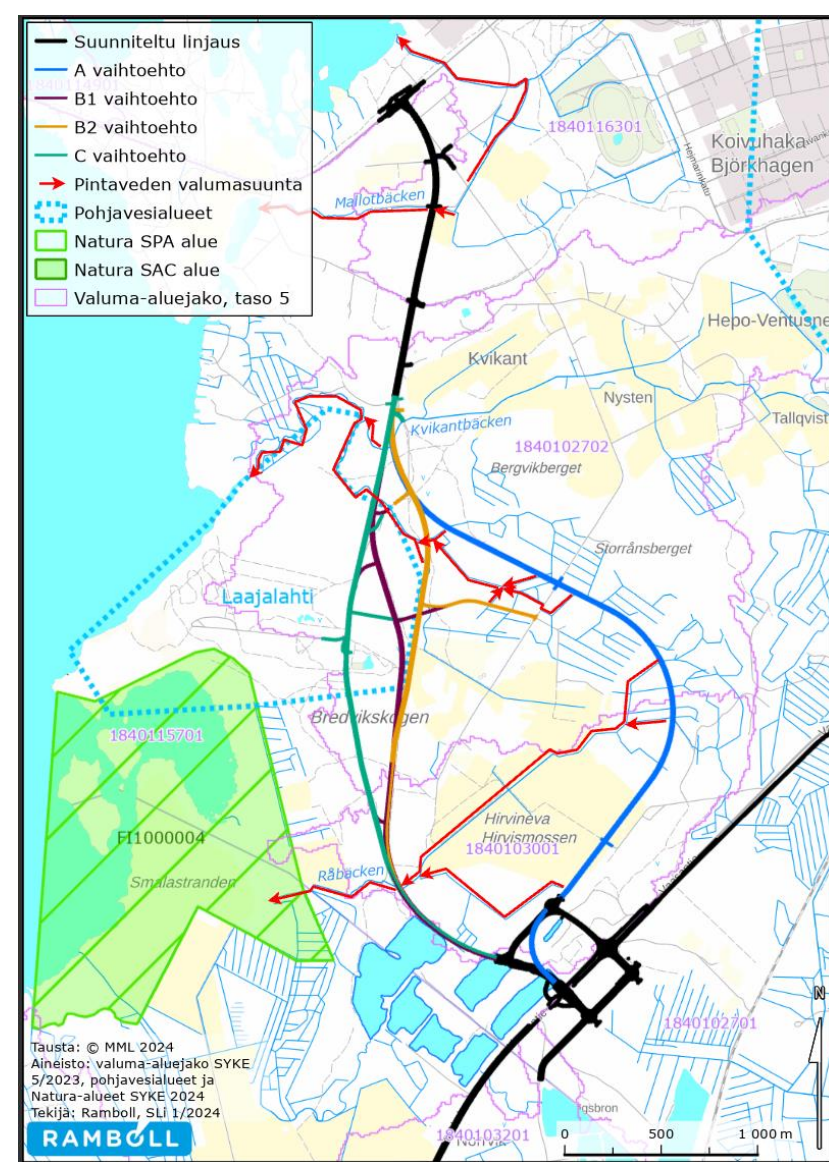 Suunniteltu linjaus
A vaihtoehto
B1 vaihtoehto
B2 vaihtoehto
C vaihtoehto
Pintaveden valumasuunta
Pohjavesialueet
Natura SPA alue
Natura SAC alue
Valuma-aluejako, taso 5
1840114901
1840116301
Koivuhaka
Björkhagen
Mallotbäcken
Hepo-Ventusne
Kvikant
Nysten
Tallqvist
Kvikantbäcken
1840102702
Bergvikberget
Storrånsberget
Laajalahti
Bredvikskogen
1840115701
FI1000004
Smalastranden
Hirvineva
Hirvismossen
1840103001
Råbäcken
N
1840102701
1840103201
Tausta: © MML 2024
Aineisto: valuma-aluejako SYKE
5/2023, pohjavesialueet ja
Natura-alueet SYKE 2024
Tekijä: Ramboll, SLi 1/2024
RAMBOLL
0 500 1 000 m